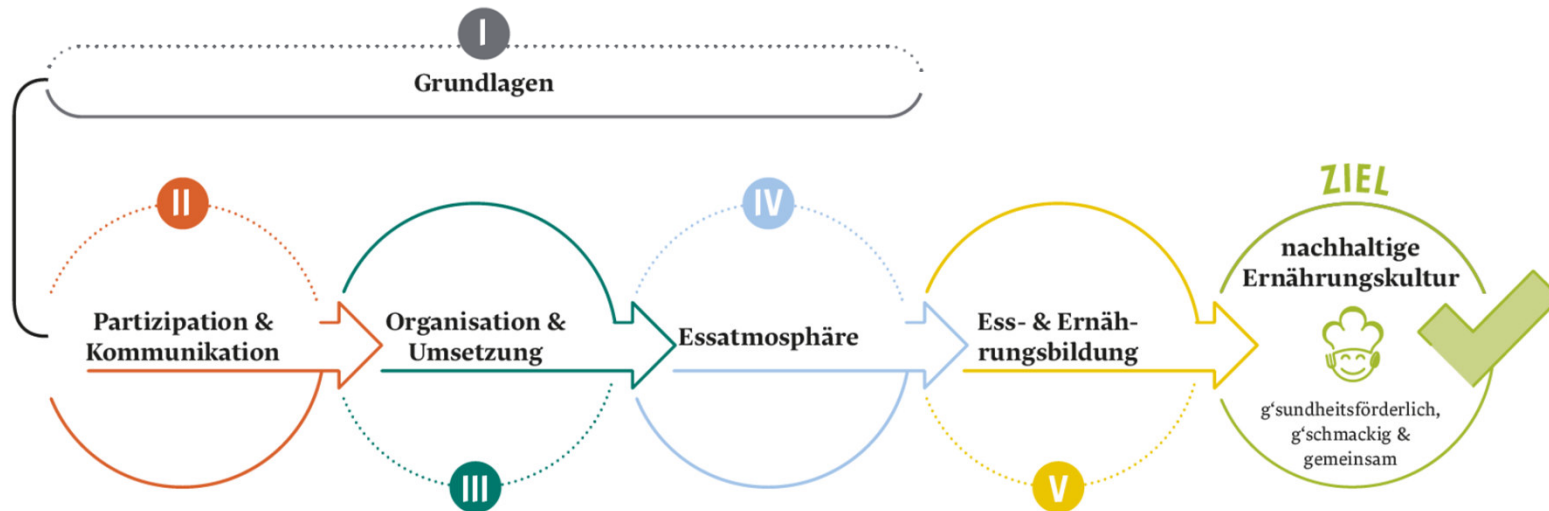 I
Grundlagen
II
Partizipation &
Kommunikation
III
Organisation &
Umsetzung
IV
Essatmosphäre
V
Ess- & Ernäh-
rungsbildung
ZIEL
nachhaltige
Ernährungskultur
g‘sundheitsförderlich,
g‘schmackig &
gemeinsam